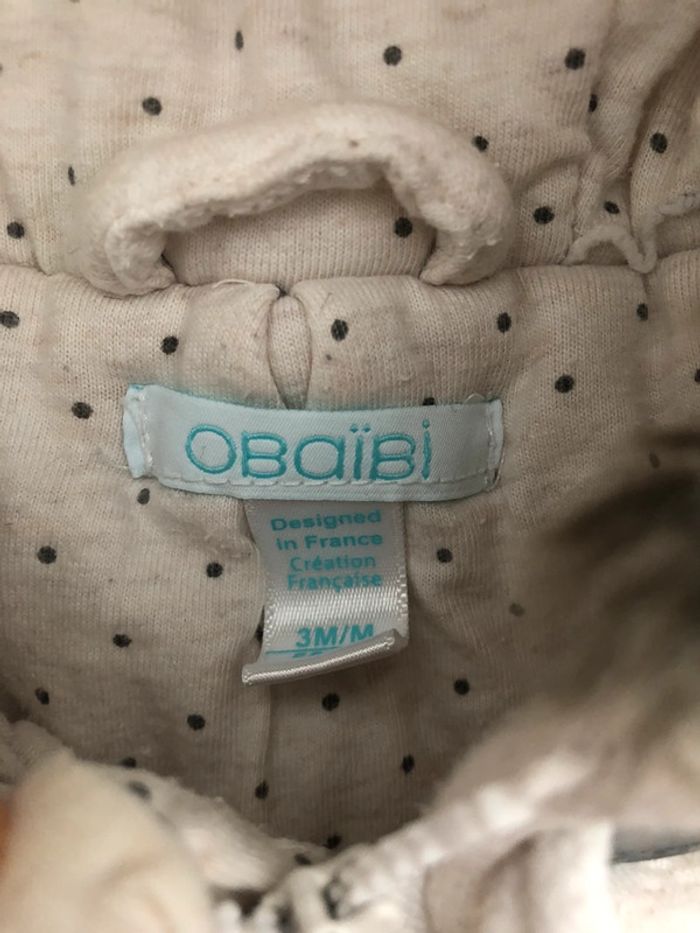 OBaïBi
Designed
in France
Création
Française
3M/M